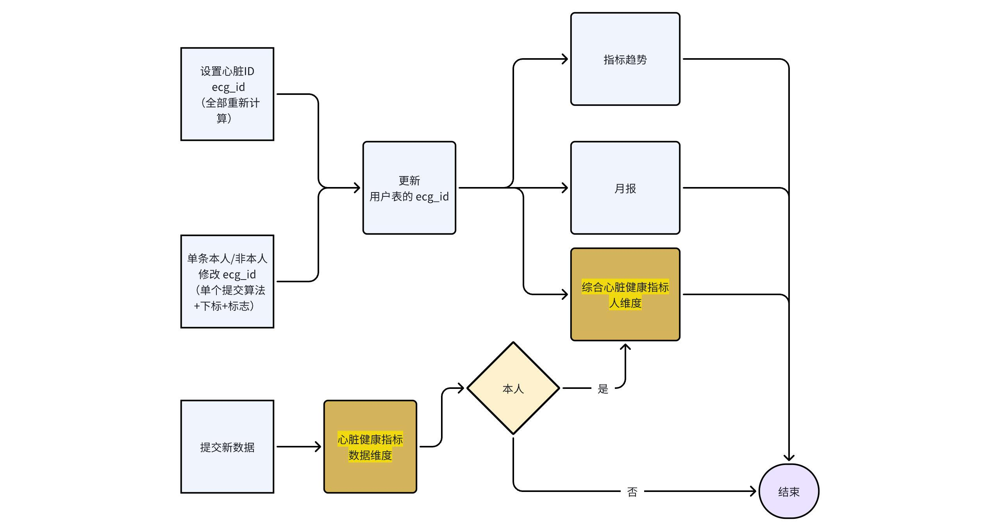 设置心脏ID
ecg_id
（全部重新计
算）
单条本人/非本人
修改 ecg_id
（单个提交算法
+下标+标志）
更新
用户表的 ecg_id
指标趋势
月报
综合心脏健康指标
人维度
提交新数据
心脏健康指标
数据维度
本人
是
否
结束